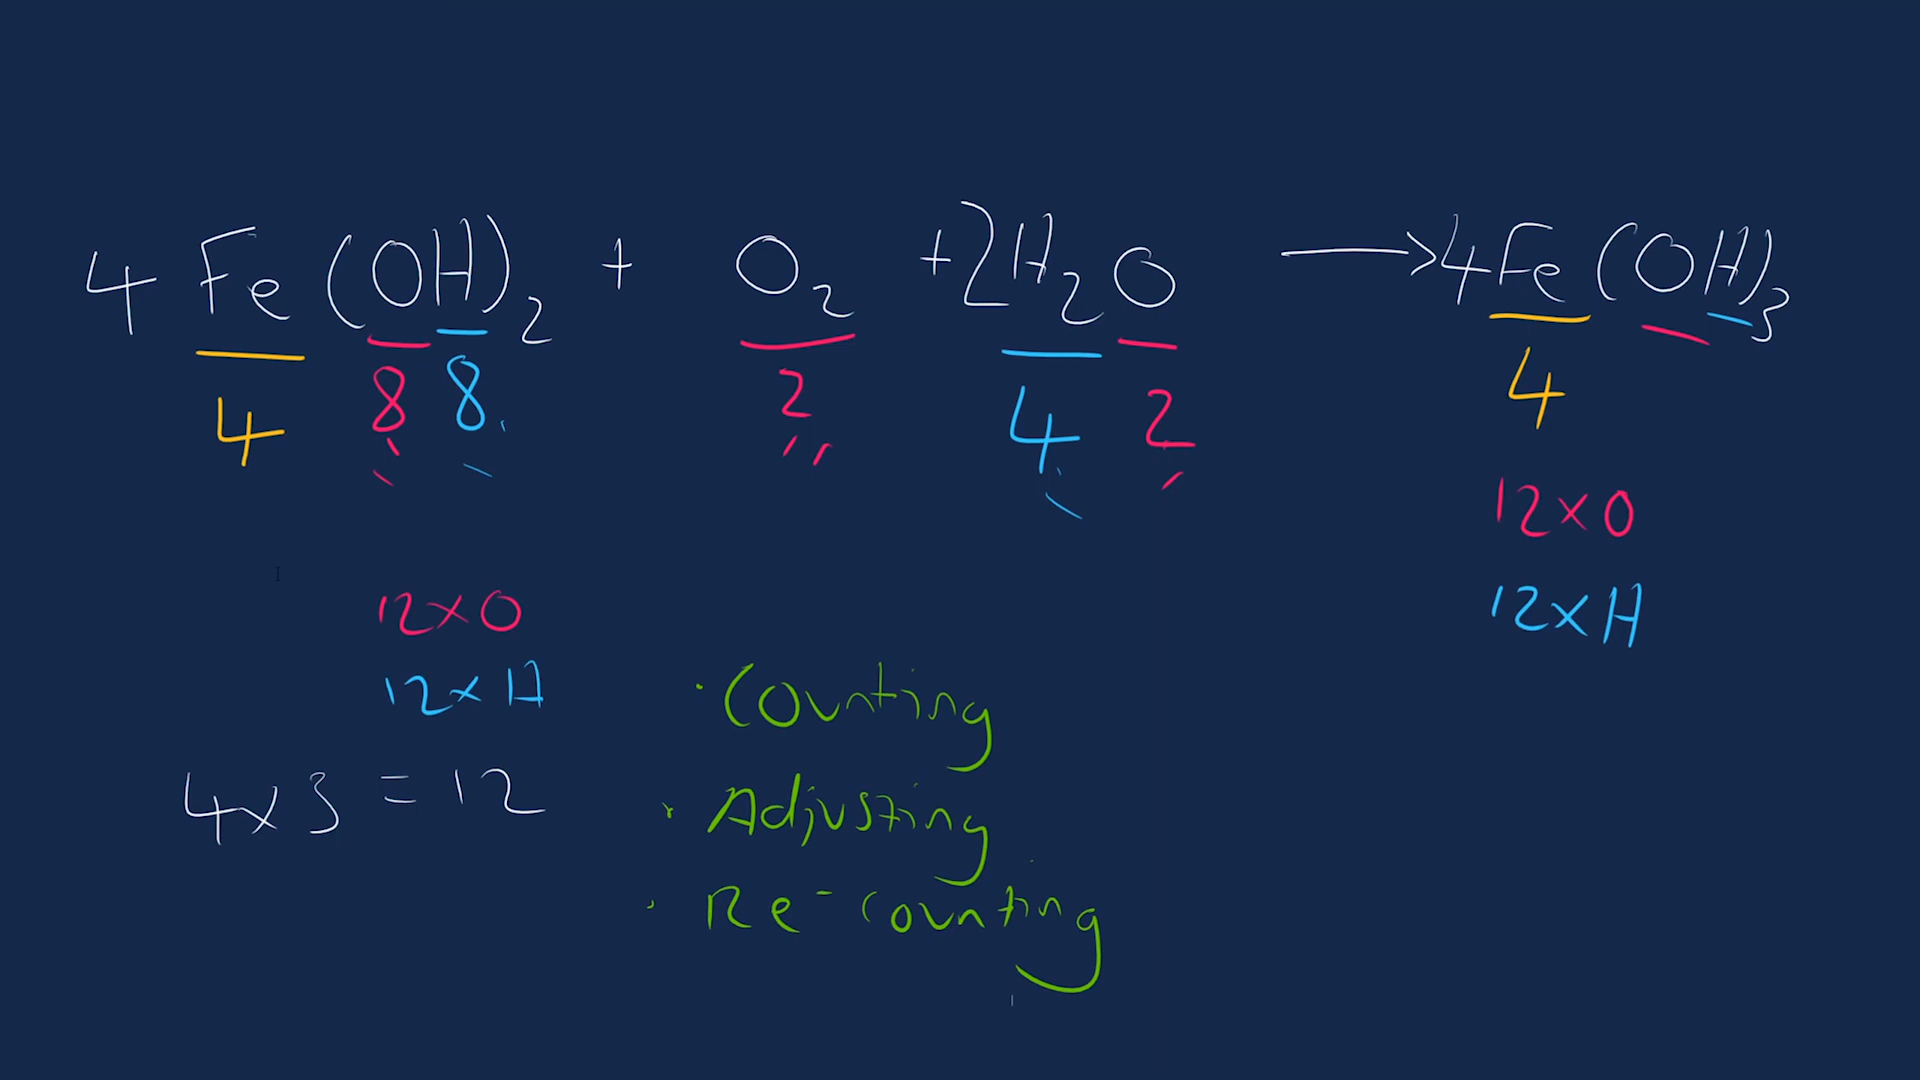 4 Fe(OH)₂ + O₂ + 2H₂O → 4Fe(OH)₃
4 8 8 2 4 2 4
12 x O
12 x H
12 x O
12 x H
4 x 3 = 12
· Counting
· Adjusting
· Re-counting